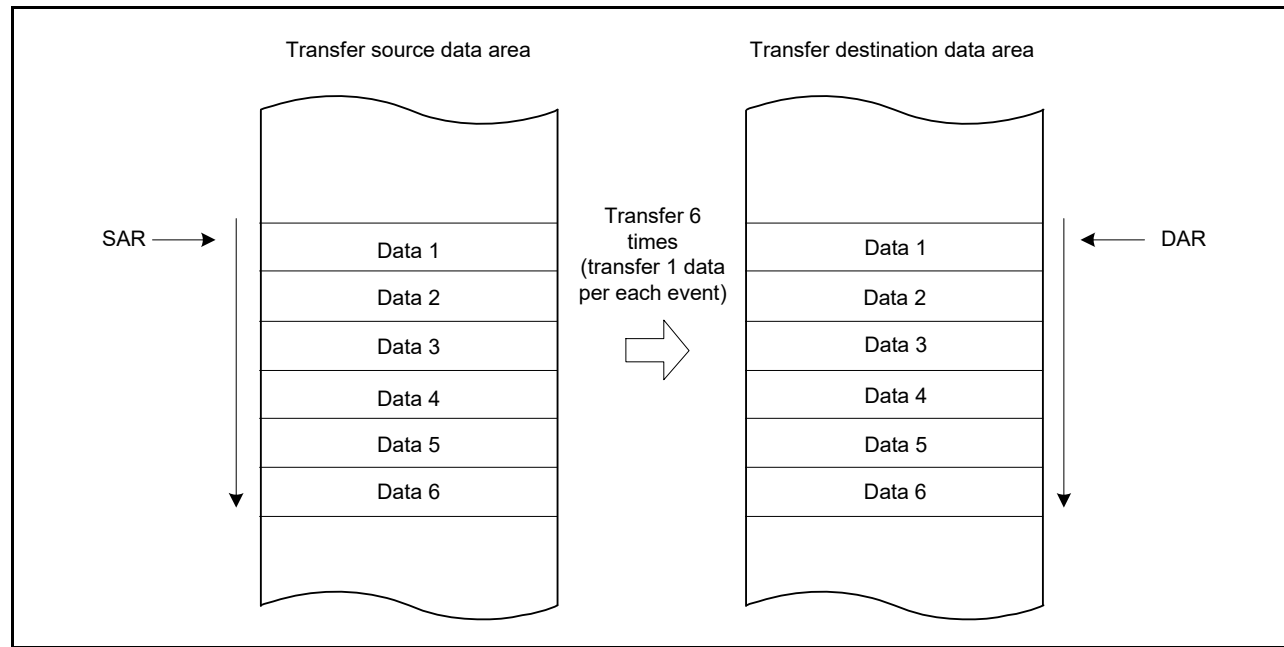 Transfer source data area
Transfer destination data area
SAR
Data 1
Data 2
Data 3
Data 4
Data 5
Data 6
Transfer 6
times
(transfer 1 data
per each event)
Data 1
Data 2
Data 3
Data 4
Data 5
Data 6
DAR